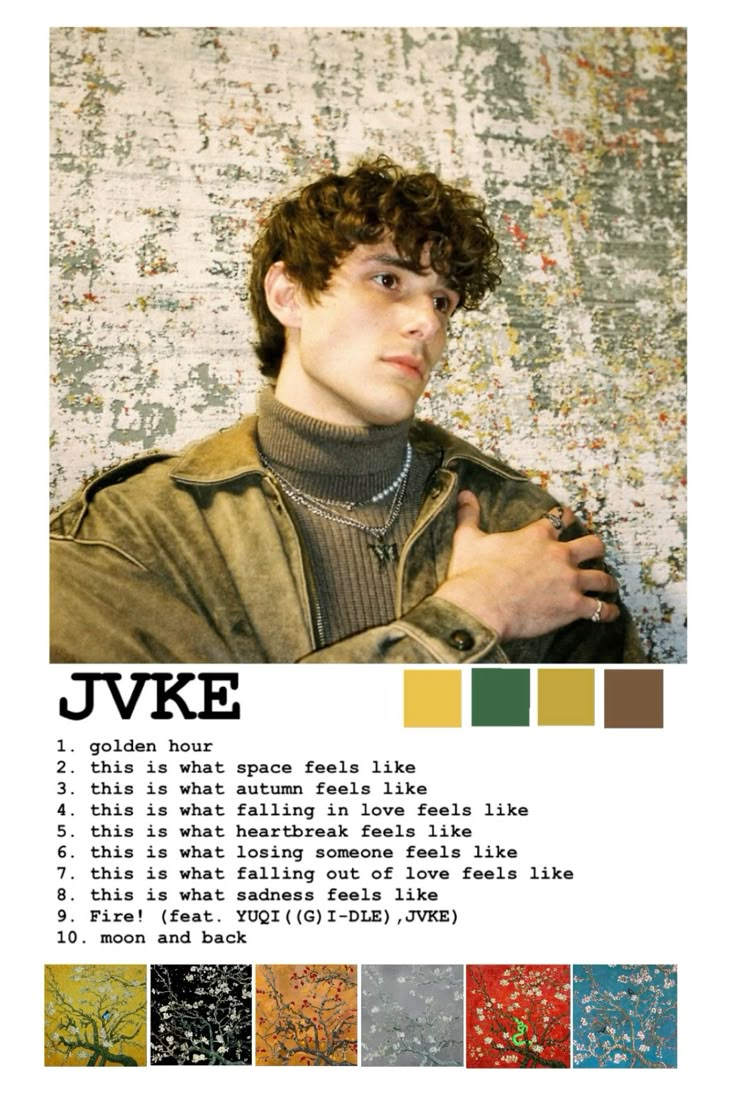 JVKE
1. golden hour
2. this is what space feels like
3. this is what autumn feels like
4. this is what falling in love feels like
5. this is what heartbreak feels like
6. this is what losing someone feels like
7. this is what falling out of love feels like
8. this is what sadness feels like
9. Fire! (feat. YUQI((G)I-DLE),JVKE)
10. moon and back